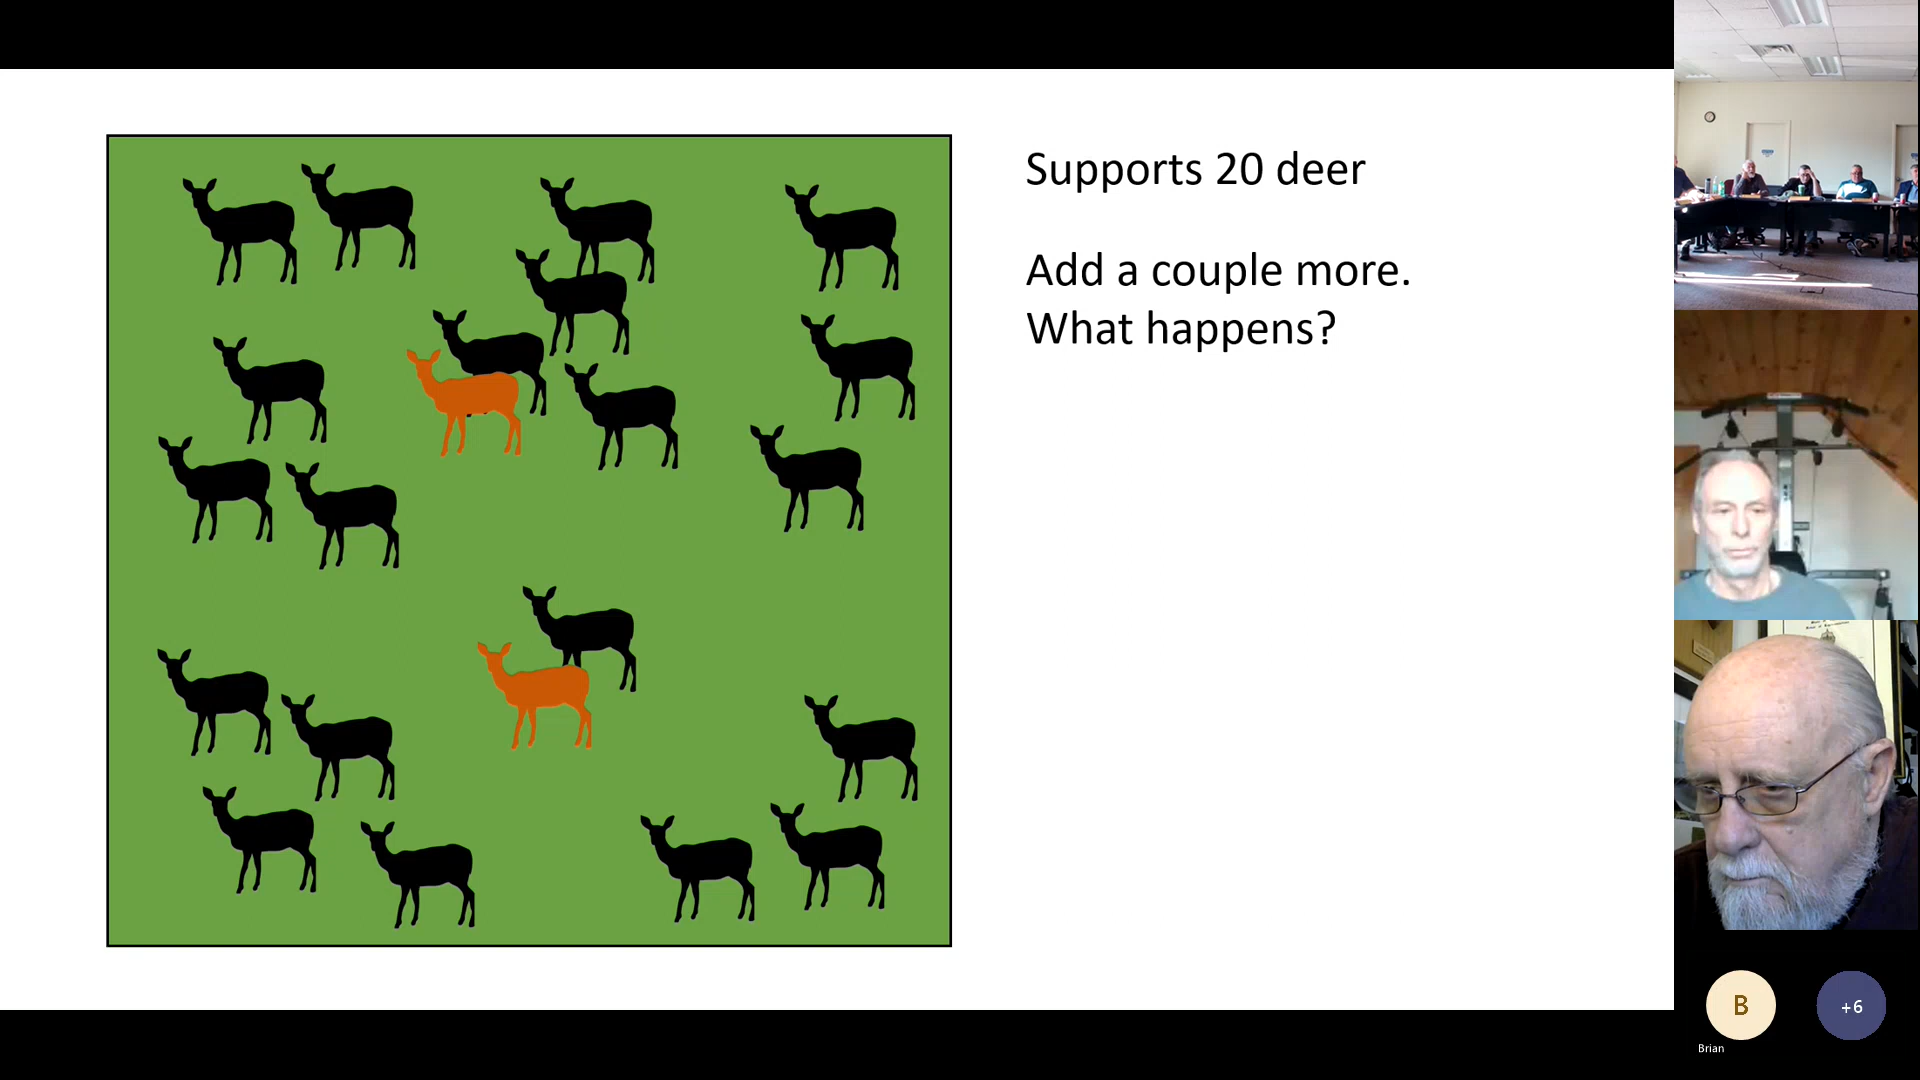 Supports 20 deer
Add a couple more.
What happens?
B
+6
Brian